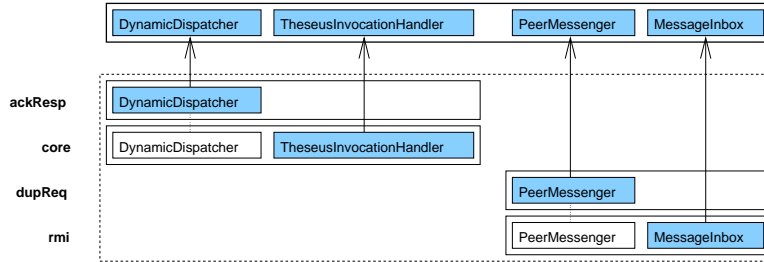 DynamicDispatcher TheseusInvocationHandler PeerMessenger MessageInbox
ackResp DynamicDispatcher
core DynamicDispatcher TheseusInvocationHandler
dupReq PeerMessenger
rmi PeerMessenger MessageInbox